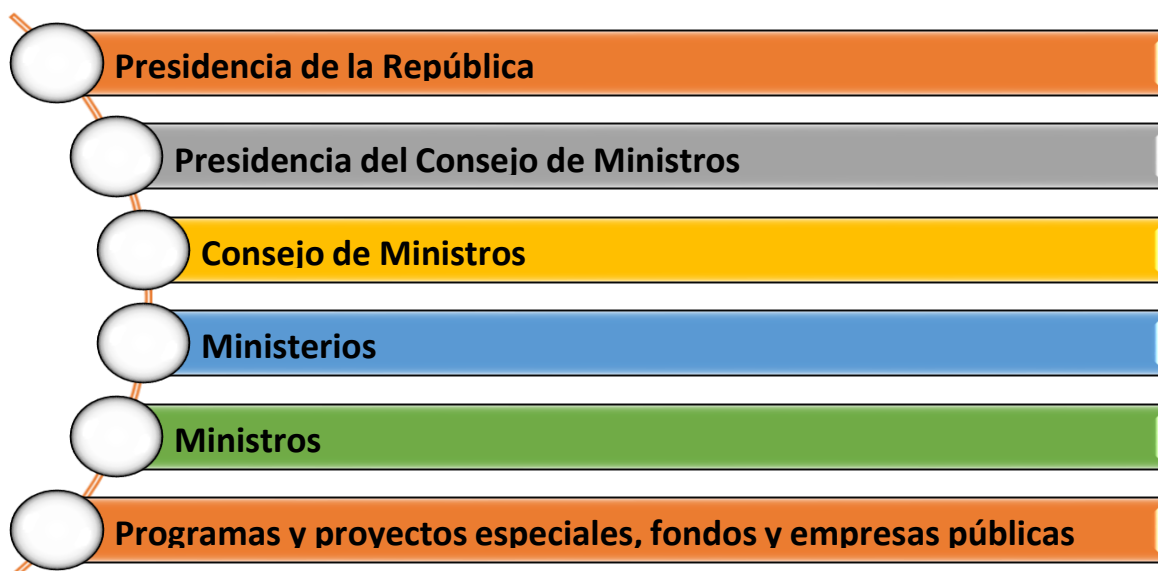 Presidencia de la República
Presidencia del Consejo de Ministros
Consejo de Ministros
Ministerios
Ministros
Programas y proyectos especiales, fondos y empresas públicas